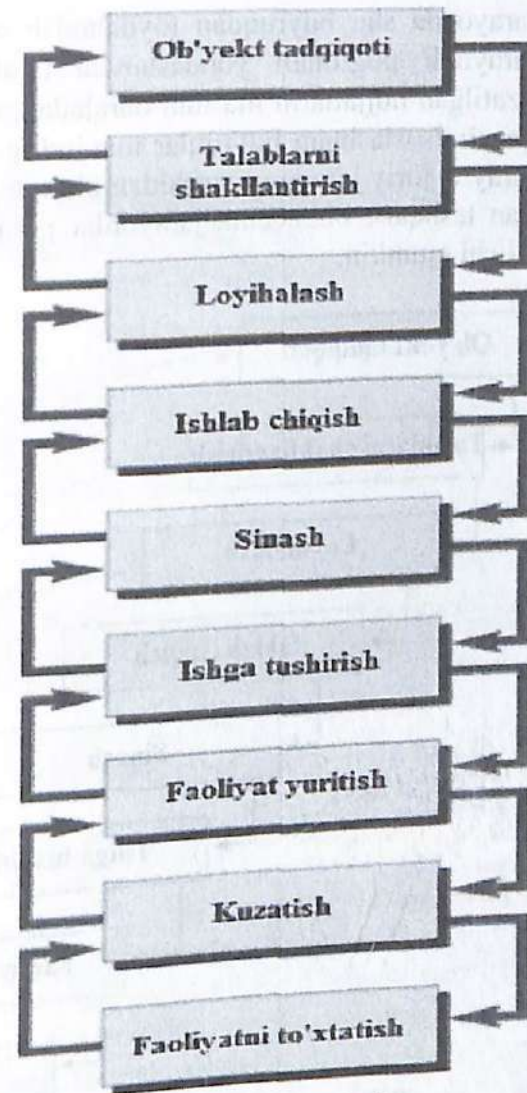 Ob'yekt tadqiqoti
Talablarni
shakllantirish
Loyihalash
Ishlab chiqish
Sinash
Ishga tushirish
Faoliyat yuritish
Kuzatish
Faoliyatni to'xtatish